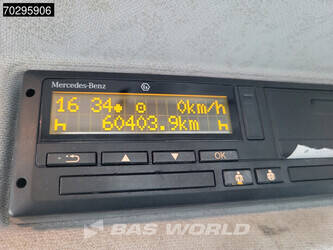 70295906
Mercedes-Benz
16 34 0km/h
60403.9km
OK
BAS WORLD